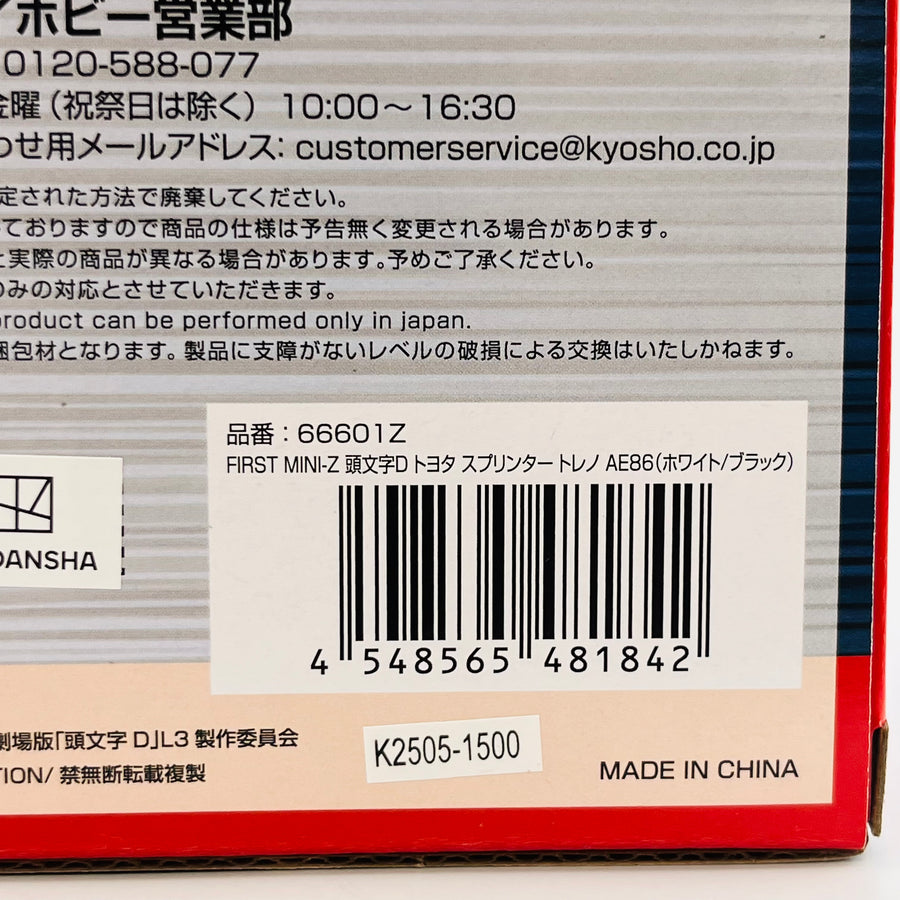 ホビー営業部
0120-588-077
金曜（祝祭日は除く） 10:00～16:30
わせ用メールアドレス: customerservice@kyosho.co.jp
定された方法で廃棄してください。
ておりますので商品の仕様は予告無く変更される場合があります。
と実際の商品が異なる場合があります。予めご了承ください。
のみの対応とさせていただきます。
product can be performed only in japan.
梱包材となります。製品に支障がないレベルの破損による交換はいたしかねます。
品番：66601Z
FIRST MINI-Z 頭文字D トヨタ スプリンター トレノ AE86(ホワイト/ブラック)
4 548565 481842
DANSHA
劇場版「頭文字 D」L3 製作委員会
TION/ 禁無断転載複製
K2505-1500
MADE IN CHINA